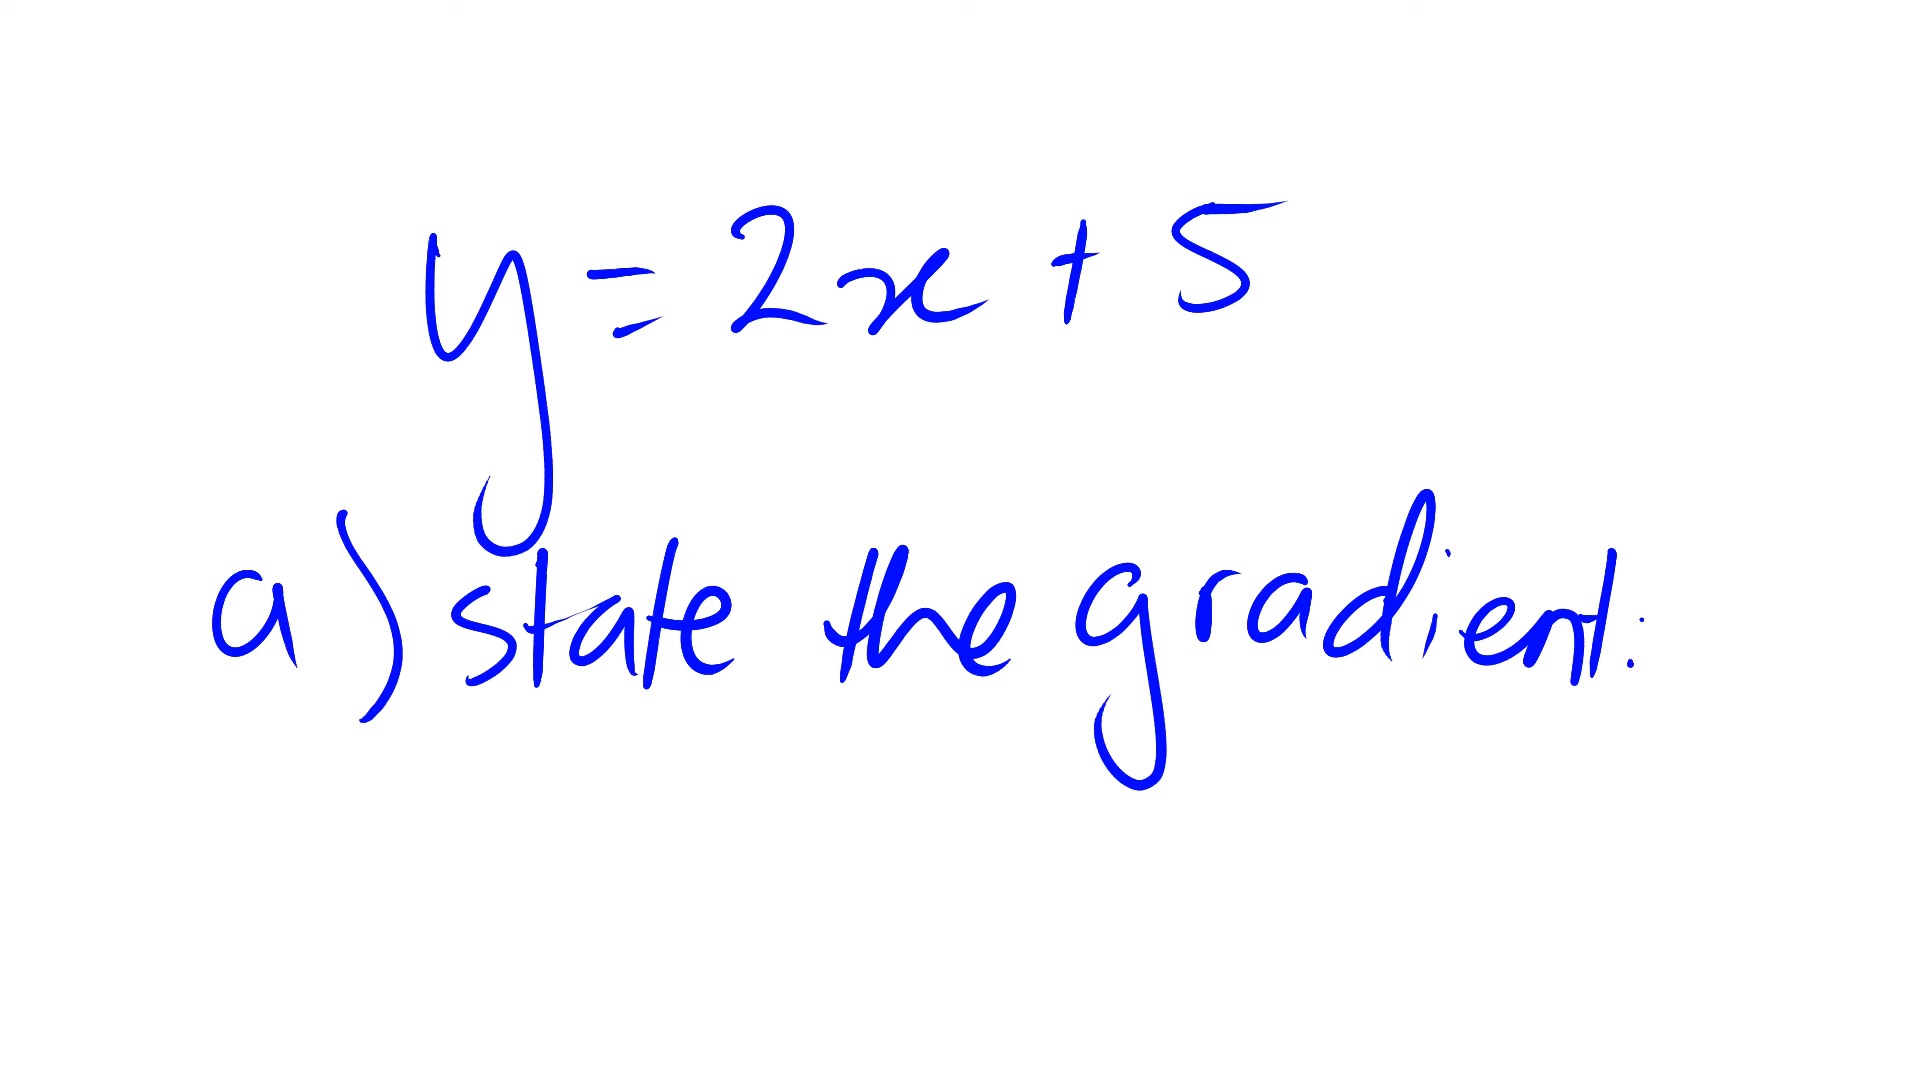 y = 2x + 5
a) state the gradient: